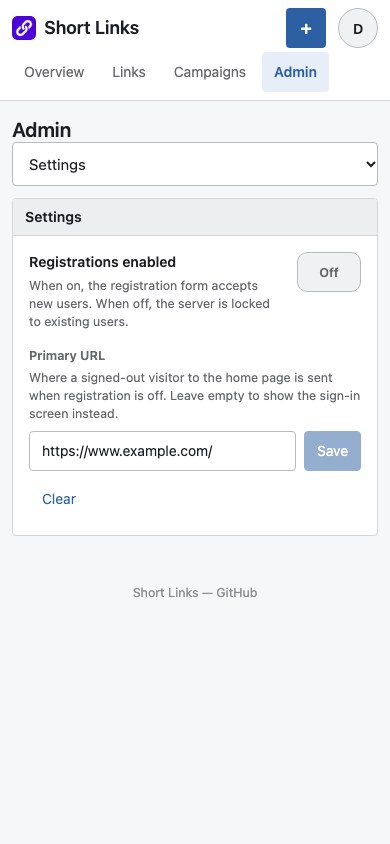 Short Links
+
D
Overview
Links
Campaigns
Admin
Admin
Settings
Settings
Registrations enabled
Off
When on, the registration form accepts
new users. When off, the server is locked
to existing users.
Primary URL
Where a signed-out visitor to the home page is sent
when registration is off. Leave empty to show the sign-in
screen instead.
https://www.example.com/
Save
Clear
Short Links — GitHub